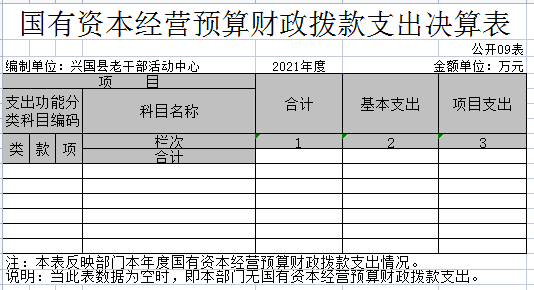 国有资本经营预算财政拨款支出决算表
公开09表
编制单位：兴国县老干部活动中心 2021年度 金额单位：万元
项 目 合计 基本支出 项目支出
支出功能分类科目编码 科目名称
类 款 项 栏次 1 2 3
合计
注：本表反映部门本年度国有资本经营预算财政拨款支出情况。
说明：当此表数据为空时，即本部门无国有资本经营预算财政拨款支出。